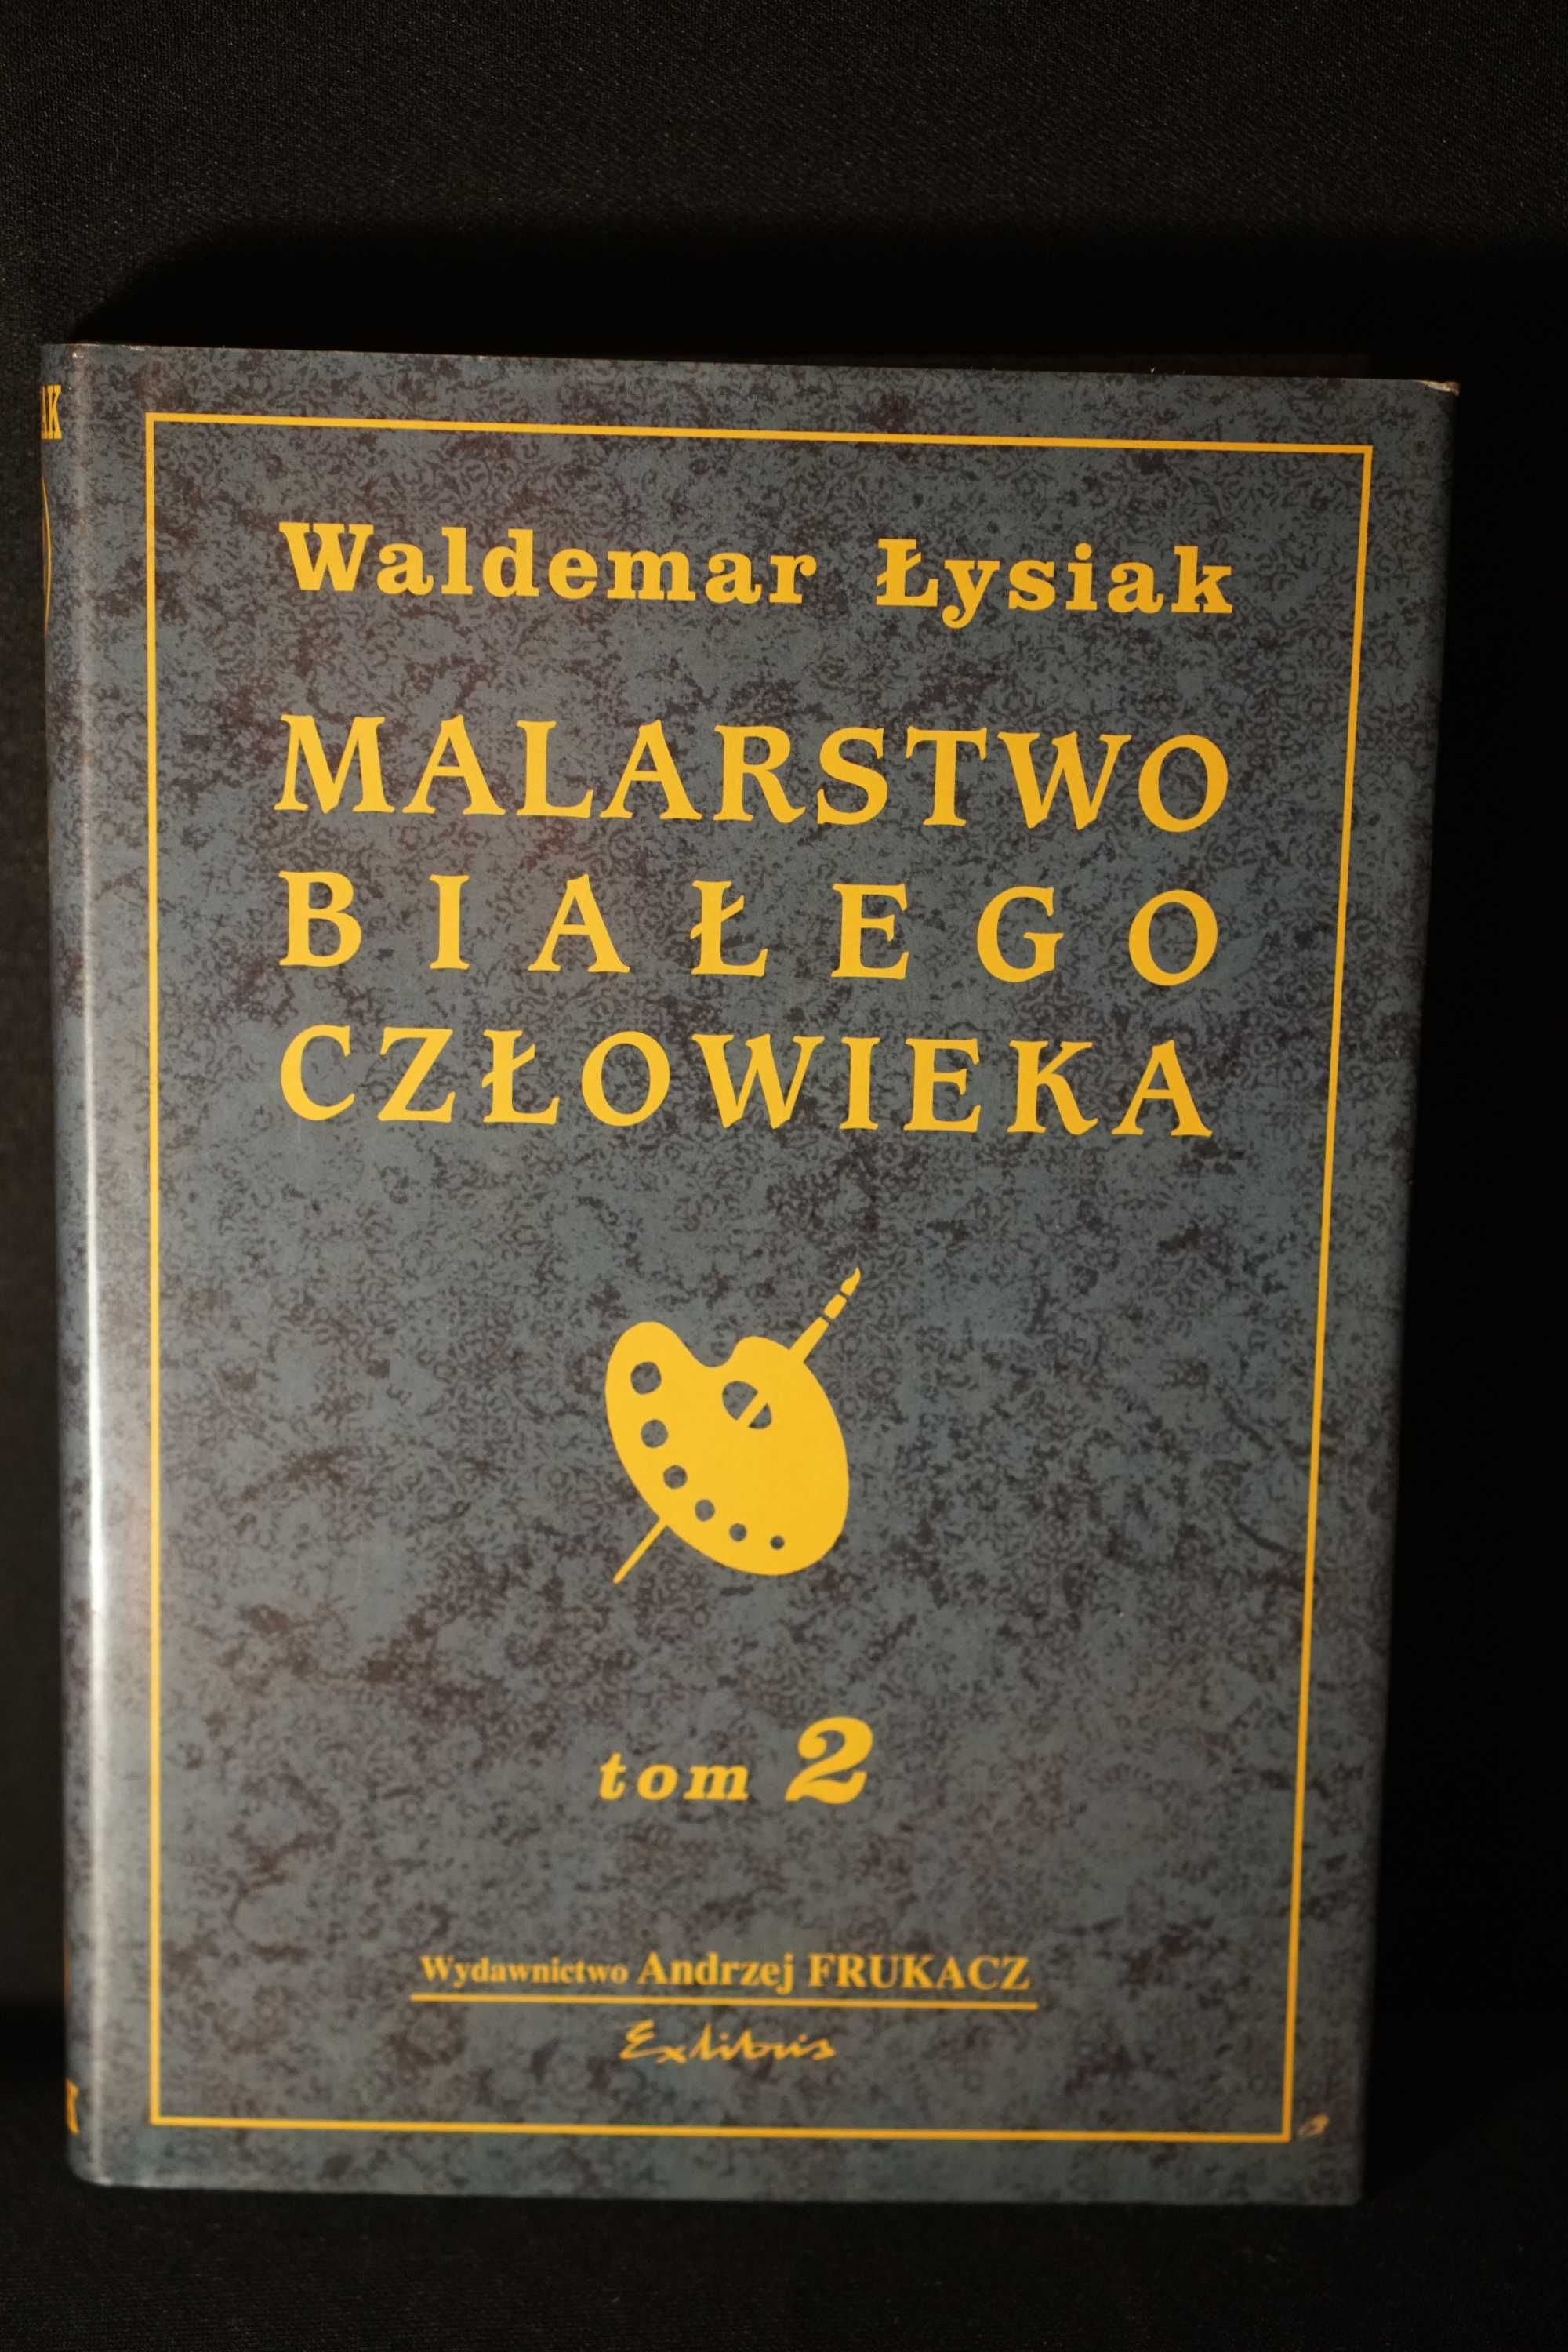 Waldemar Łysiak
MALARSTWO
BIAŁEGO
CZŁOWIEKA
tom 2
Wydawnictwo Andrzej FRUKACZ
Exlibris